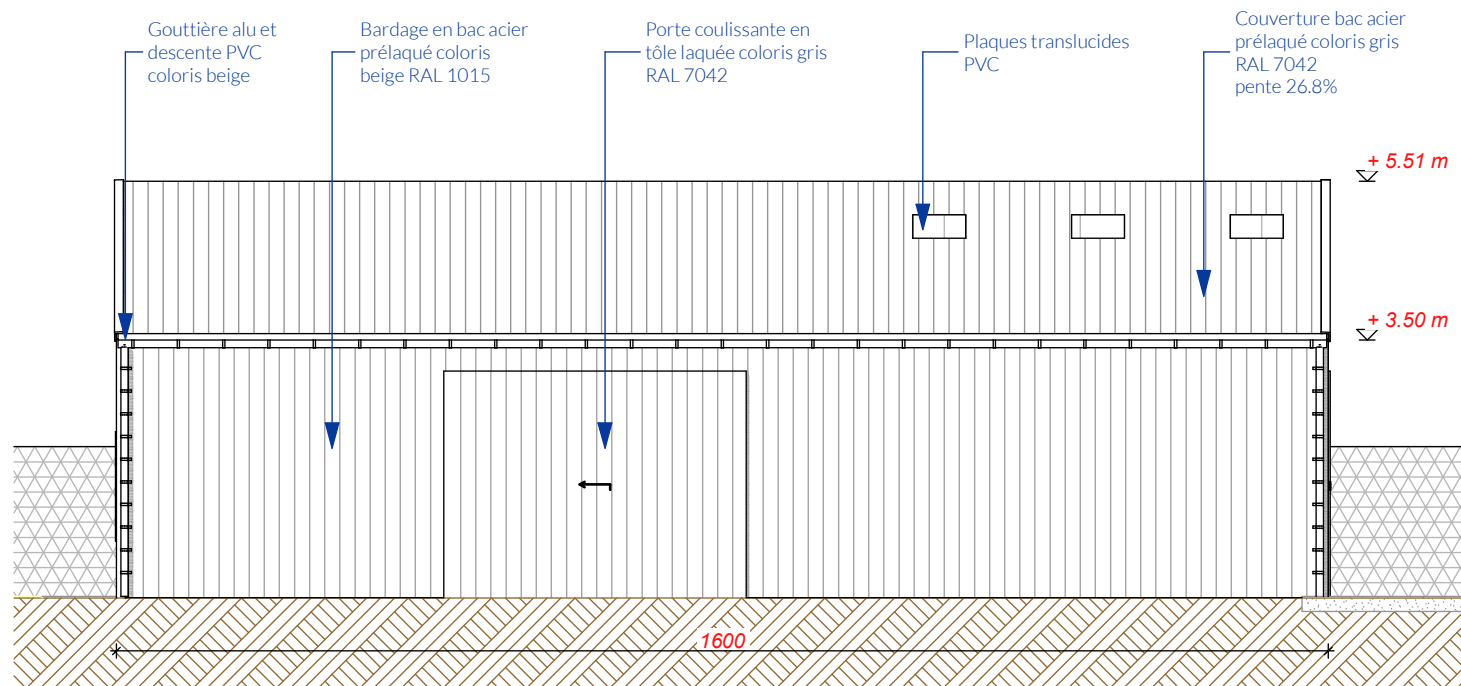 Gouttière alu et
descente PVC
coloris beige
Bardage en bac acier
prélaqué coloris
beige RAL 1015
Porte coulissante en
tôle laquée coloris gris
RAL 7042
Plaques translucides
PVC
Couverture bac acier
prélaqué coloris gris
RAL 7042
pente 26.8%
+ 5.51 m
+ 3.50 m
1600